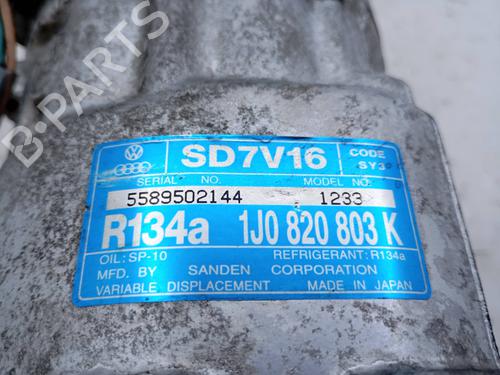 SD7V16 CODE
SERIAL NO. MODEL NO.
5589502144 1233
R134a 1J0 820 803 K
OIL: SP-10 REFRIGERANT: R134a
MFD. BY SANDEN CORPORATION
VARIABLE DISPLACEMENT MADE IN JAPAN
B-PARTS